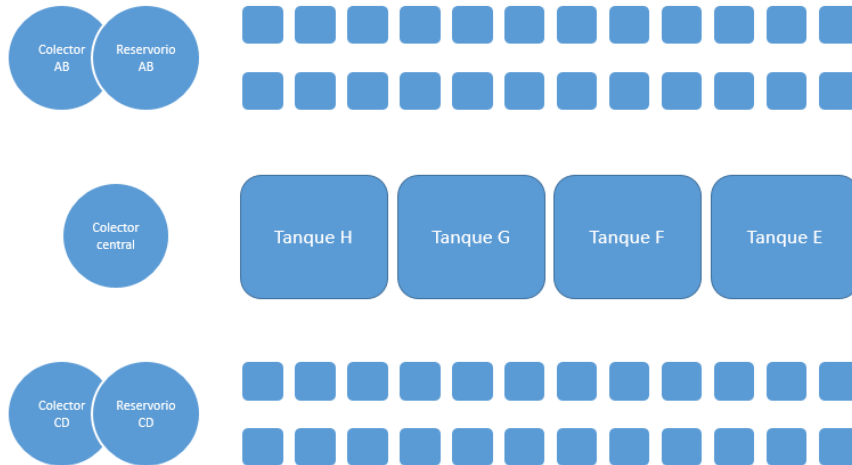 Colector
AB
Reservorio
AB
Colector
central
Tanque H
Tanque G
Tanque F
Tanque E
Colector
CD
Reservorio
CD